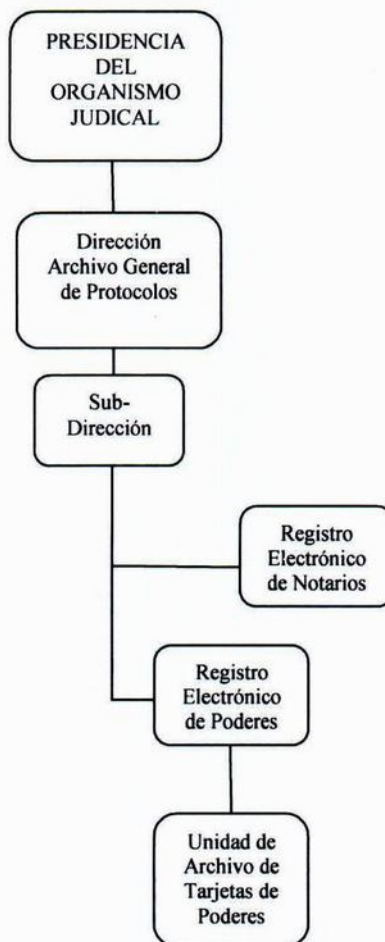 PRESIDENCIA
DEL
ORGANISMO
JUDICAL
Dirección
Archivo General
de Protocolos
Sub-
Dirección
Registro
Electrónico
de Notarios
Registro
Electrónico
de Poderes
Unidad de
Archivo de
Tarjetas de
Poderes